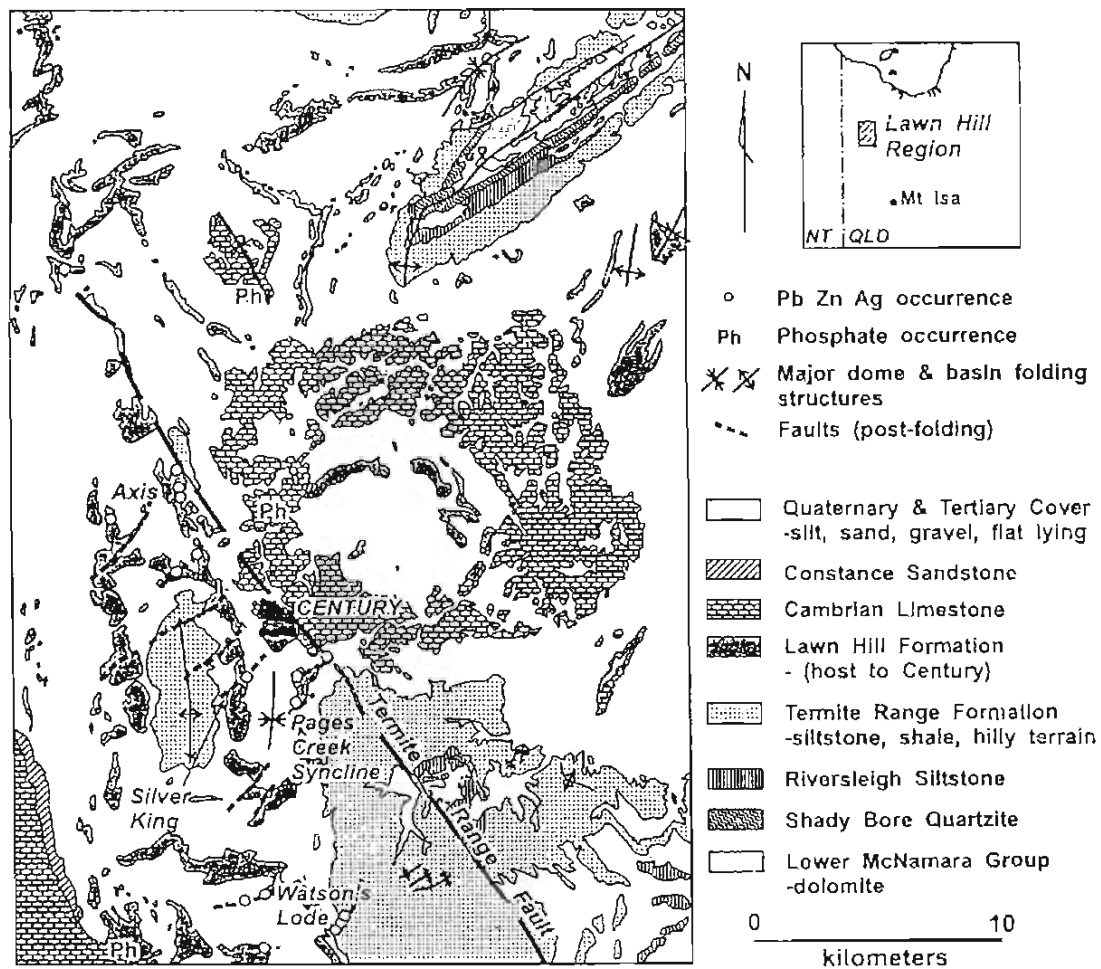 Ph
Axis
Ph
CENTURY
Pages
Creek
Syncline
Termite
Range
Fault
Silver
King
Watson's
Lode
Ph
N
Lawn Hill
Region
Mt Isa
NT QLD
Pb Zn Ag occurrence
Ph Phosphate occurrence
Major dome & basin folding
structures
Faults (post-folding)
Quaternary & Tertiary Cover
-silt, sand, gravel, flat lying
Constance Sandstone
Cambrian Limestone
Lawn Hill Formation
- (host to Century)
Termite Range Formation
-siltstone, shale, hilly terrain
Riversleigh Siltstone
Shady Bore Quartzite
Lower McNamara Group
-dolomite
0 10
kilometers